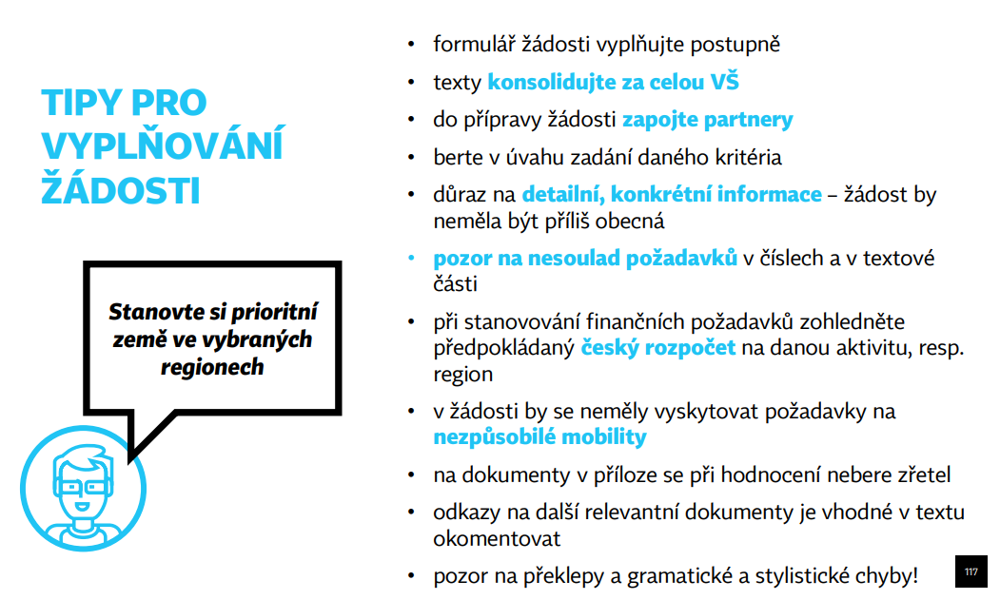 TIPY PRO
VYPLŇOVÁNÍ
ŽÁDOSTI
Stanovte si prioritní
země ve vybraných
regionech
• formulář žádosti vyplňujte postupně
• texty konsolidujte za celou VŠ
• do přípravy žádosti zapojte partnery
• berte v úvahu zadání daného kritéria
• důraz na detailní, konkrétní informace – žádost by
neměla být příliš obecná
• pozor na nesoulad požadavků v číslech a v textové
části
• při stanovování finančních požadavků zohledněte
předpokládaný český rozpočet na danou aktivitu, resp.
region
• v žádosti by se neměly vyskytovat požadavky na
nezpůsobilé mobility
• na dokumenty v příloze se při hodnocení nebere zřetel
• odkazy na další relevantní dokumenty je vhodné v textu
okomentovat
• pozor na překlepy a gramatické a stylistické chyby!
117